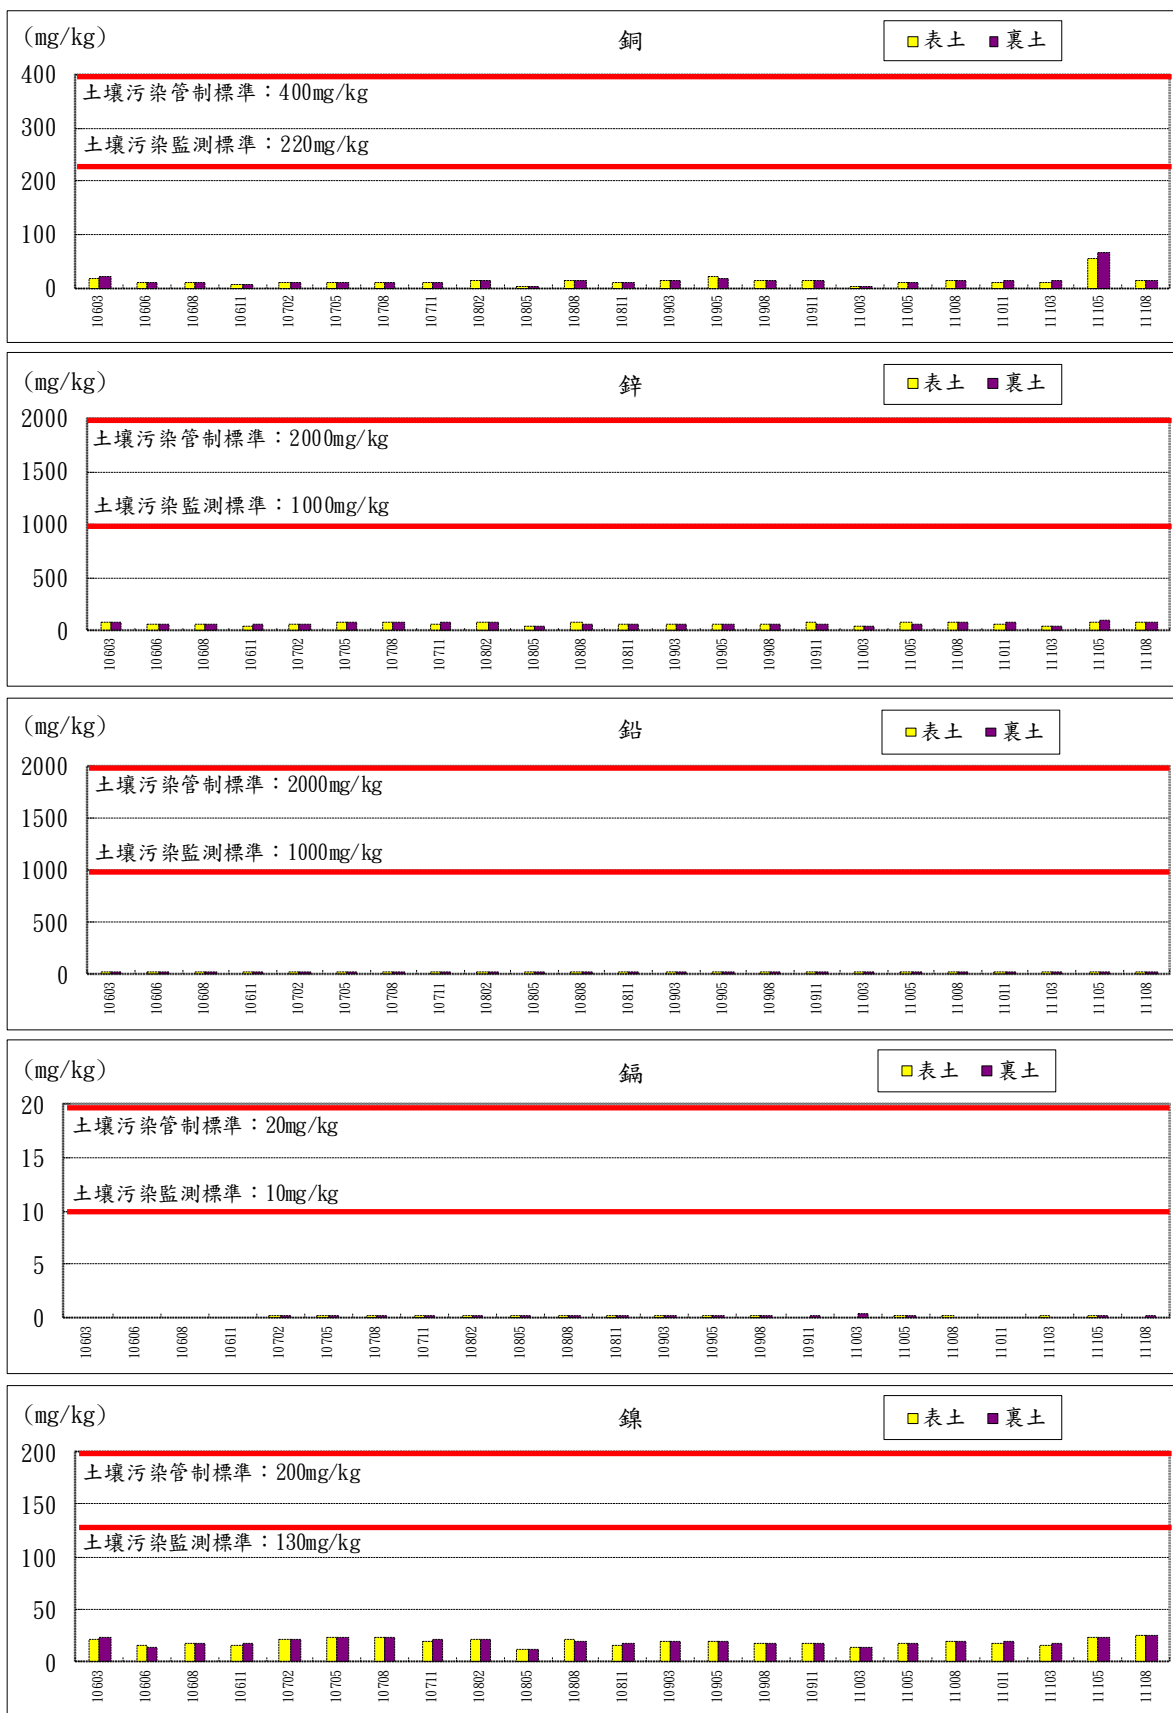 (mg/kg)
銅
表土 裏土
400
土壤污染管制標準：400mg/kg
300
土壤污染監測標準：220mg/kg
200
100
0
10603 10606 10608 10611 10702 10705 10708 10711 10802 10805 10808 10811 10903 10905 10908 10911 11003 11005 11008 11011 11103 11105 11108
(mg/kg)
鋅
表土 裏土
2000
土壤污染管制標準：2000mg/kg
1500
土壤污染監測標準：1000mg/kg
1000
500
0
10603 10606 10608 10611 10702 10705 10708 10711 10802 10805 10808 10811 10903 10905 10908 10911 11003 11005 11008 11011 11103 11105 11108
(mg/kg)
鉛
表土 裏土
2000
土壤污染管制標準：2000mg/kg
1500
土壤污染監測標準：1000mg/kg
1000
500
0
10603 10606 10608 10611 10702 10705 10708 10711 10802 10805 10808 10811 10903 10905 10908 10911 11003 11005 11008 11011 11103 11105 11108
(mg/kg)
鎘
表土 裏土
20
土壤污染管制標準：20mg/kg
15
土壤污染監測標準：10mg/kg
10
5
0
10603 10606 10608 10611 10702 10705 10708 10711 10802 10805 10808 10811 10903 10905 10908 10911 11003 11005 11008 11011 11103 11105 11108
(mg/kg)
鎳
表土 裏土
200
土壤污染管制標準：200mg/kg
150
土壤污染監測標準：130mg/kg
100
50
0
10603 10606 10608 10611 10702 10705 10708 10711 10802 10805 10808 10811 10903 10905 10908 10911 11003 11005 11008 11011 11103 11105 11108